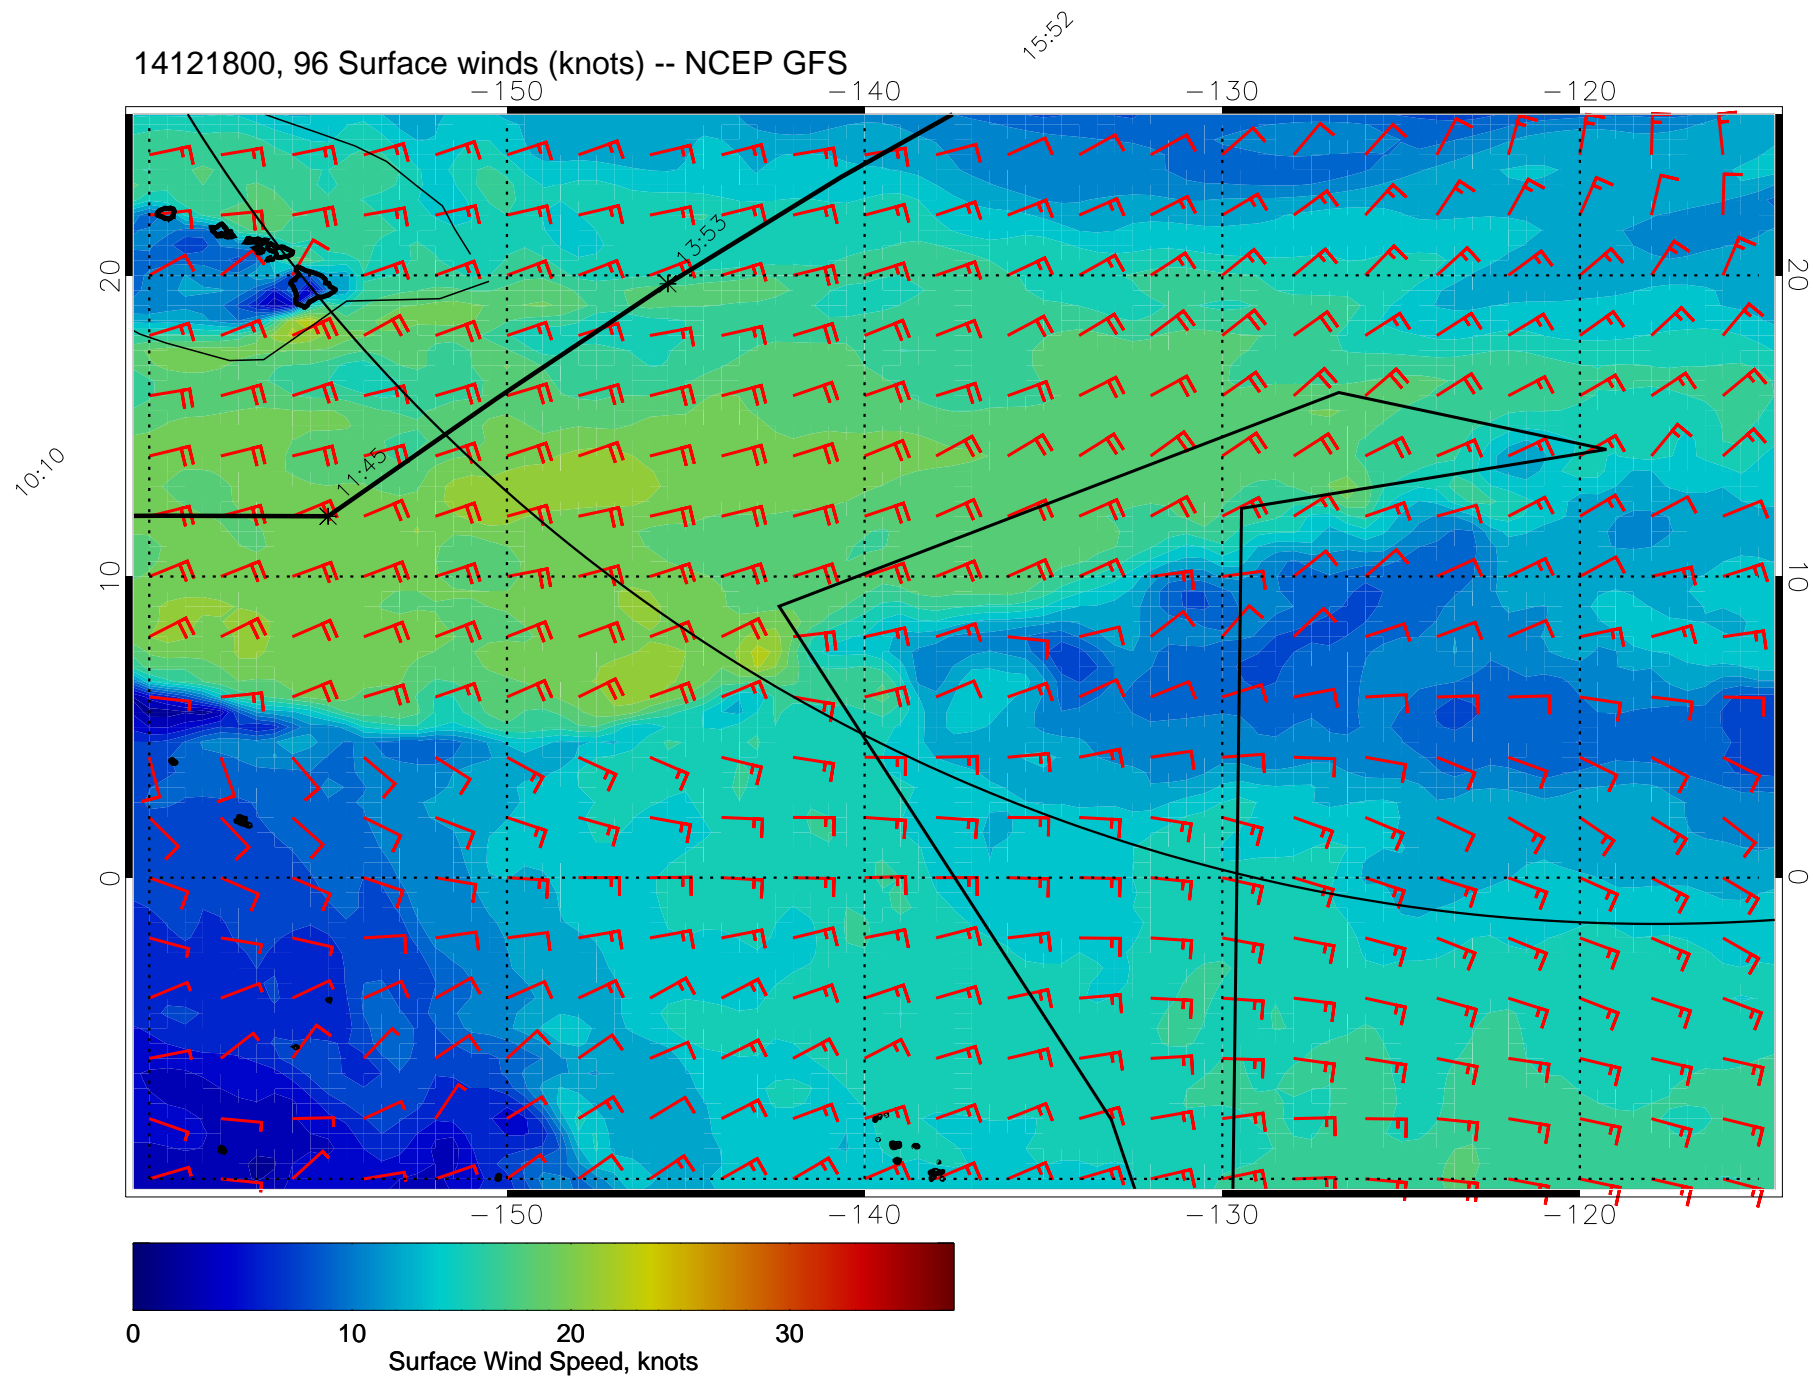 15:52
14121800, 96 Surface winds (knots) -- NCEP GFS
-150 -140 -130 -120
13:53
20 20
11:45
10:10
10 10
0 0
-150 -140 -130 -120
0 10 20 30
Surface Wind Speed, knots